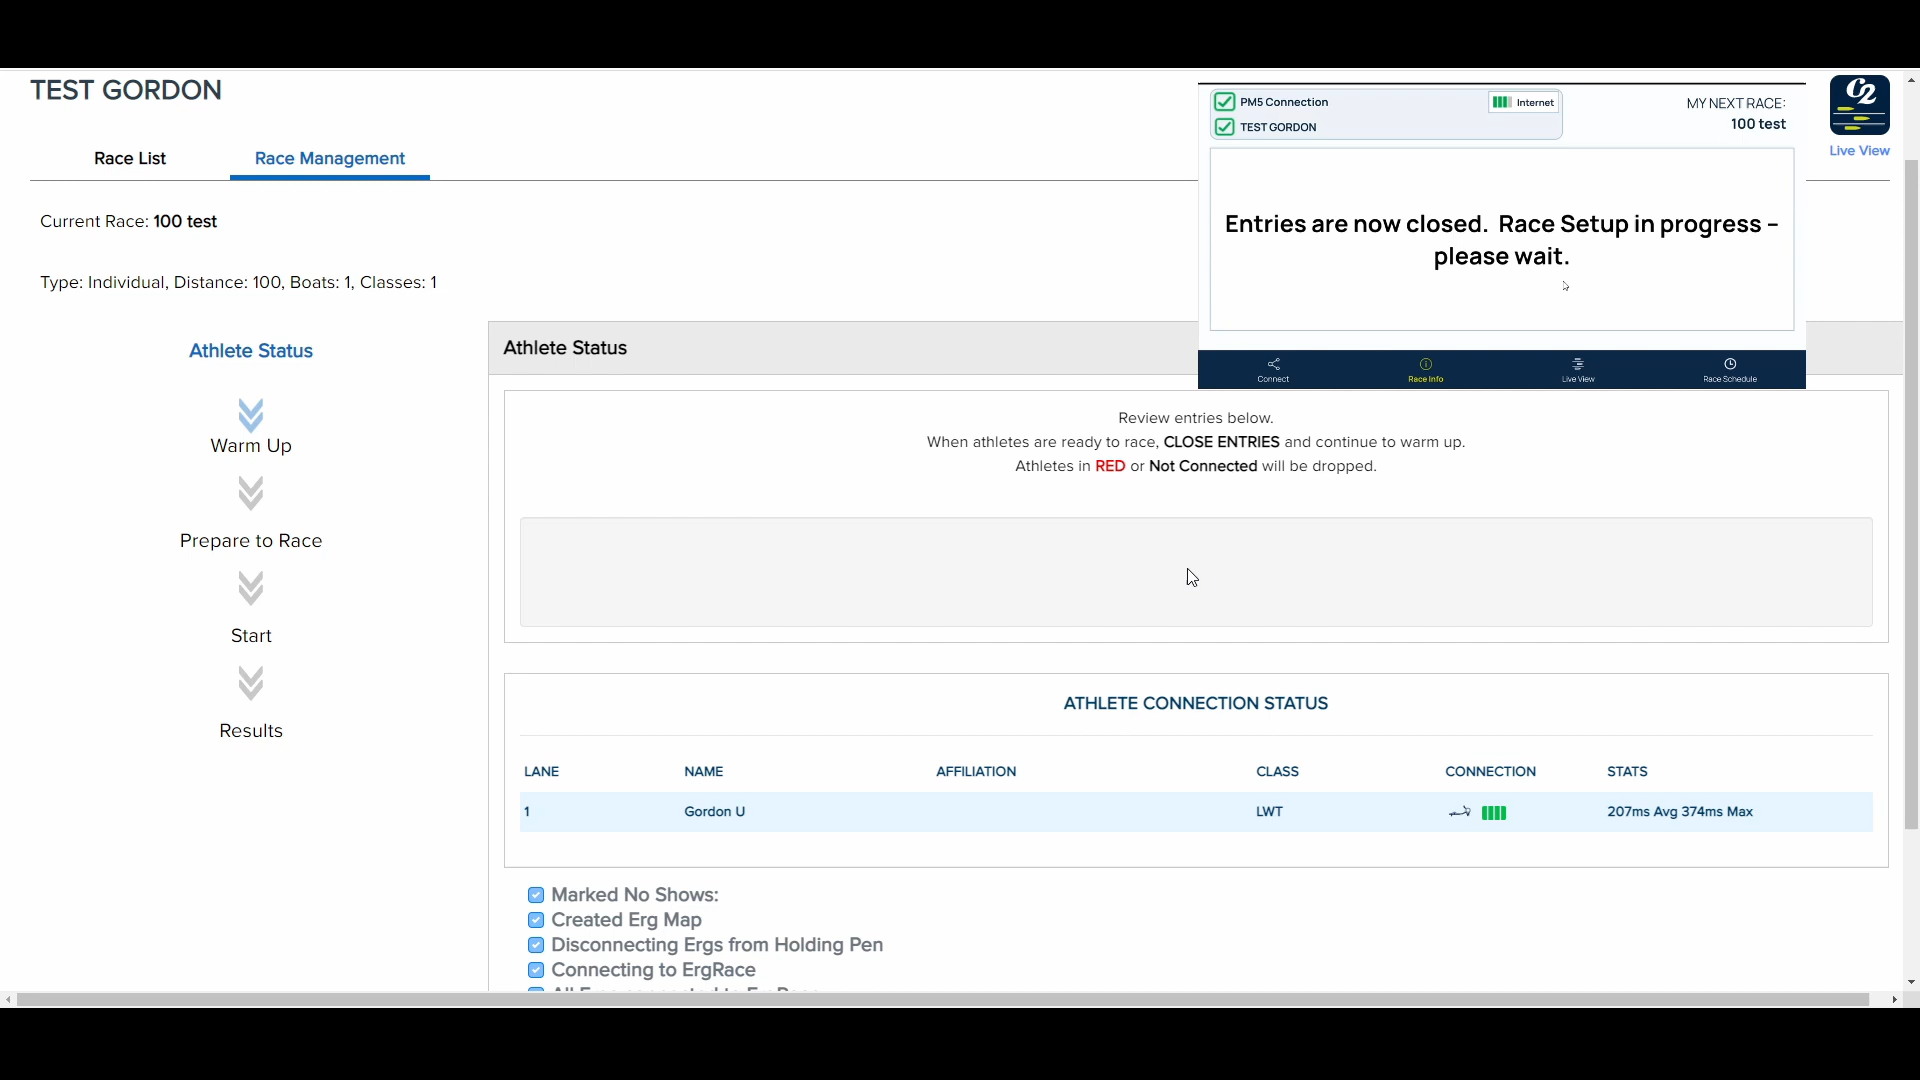 TEST GORDON
Race List
Race Management
Current Race: 100 test
Type: Individual, Distance: 100, Boats: 1, Classes: 1
PM5 Connection
TEST GORDON
Internet
MY NEXT RACE:
100 test
Entries are now closed. Race Setup in progress –
please wait.
Connect
Race Info
Live View
Race Schedule
C2
Live View
Athlete Status
Warm Up
Prepare to Race
Start
Results
Athlete Status
Review entries below.
When athletes are ready to race, CLOSE ENTRIES and continue to warm up.
Athletes in RED or Not Connected will be dropped.
ATHLETE CONNECTION STATUS
LANE NAME AFFILIATION CLASS CONNECTION STATS
1 Gordon U LWT 207ms Avg 374ms Max
Marked No Shows:
Created Erg Map
Disconnecting Ergs from Holding Pen
Connecting to ErgRace